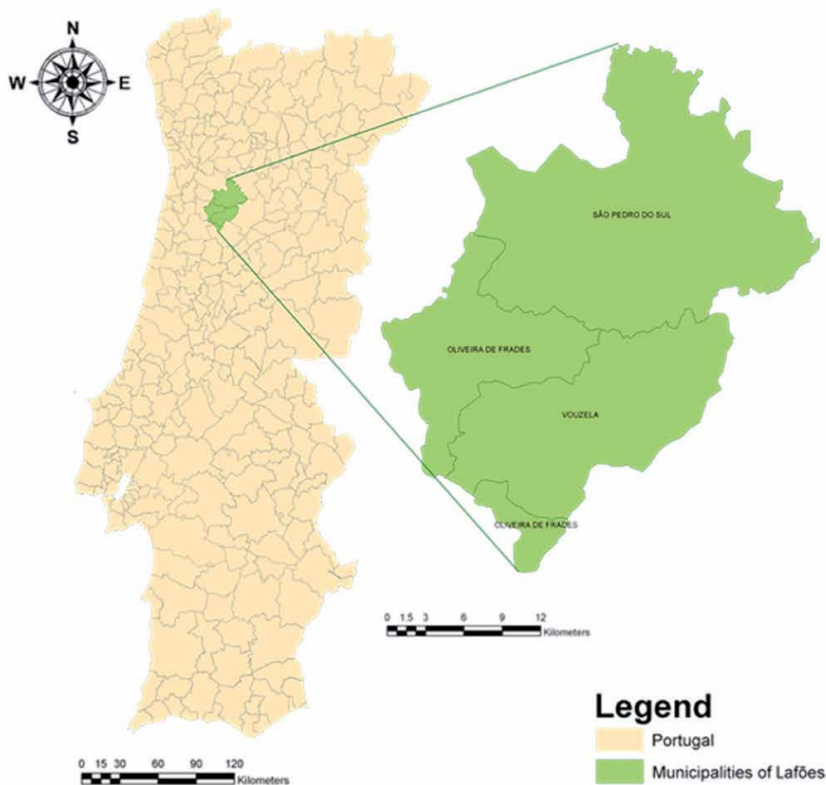 N
W E
S
SÃO PEDRO DO SUL
OLIVEIRA DE FRADES
VOUZELA
OLIVEIRA DE FRADES
0 1.5 3 6 9 12
Kilometers
Legend
Portugal
Municipalities of Lafões
0 15 30 60 90 120
Kilometers